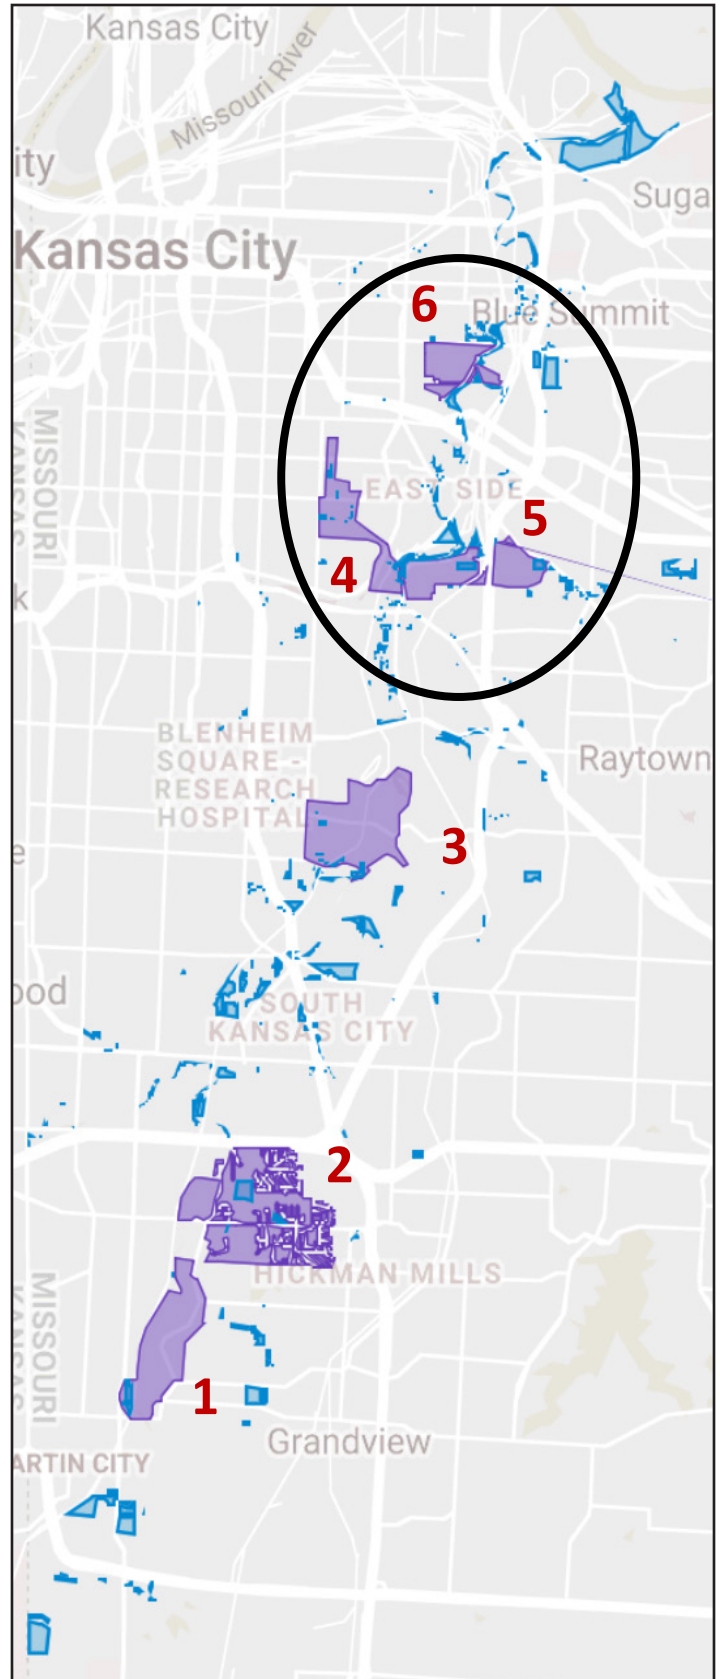 Kansas City
Missouri River
ity
Suga
Kansas City
6
Blue Summit
MISSOURI
KANSAS
EAST SIDE
5
4
k
BLENHEIM
SQUARE -
RESEARCH
HOSPITAL
Raytown
3
e
ood
SOUTH
KANSAS CITY
2
HICKMAN MILLS
MISSOURI
KANSAS
1
Grandview
ARTIN CITY